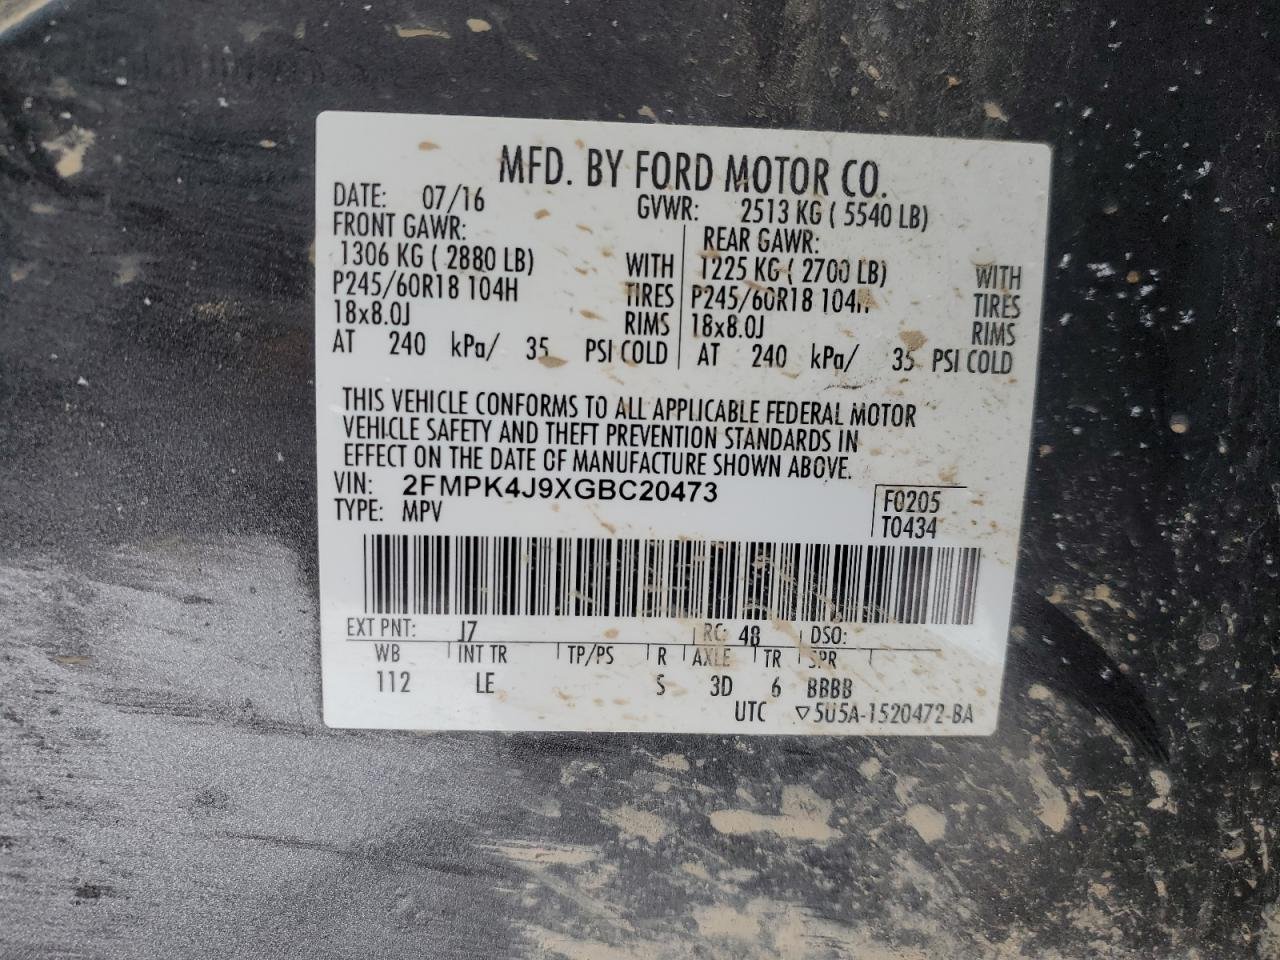 MFD. BY FORD MOTOR CO.
DATE: 07/16 GVWR: 2513 KG ( 5540 LB)
FRONT GAWR: REAR GAWR:
1306 KG ( 2880 LB) WITH 1225 KG ( 2700 LB) WITH
P245/60R18 104H TIRES P245/60R18 104H TIRES
18x8.0J RIMS 18x8.0J RIMS
AT 240 kPa/ 35 PSI COLD AT 240 kPa/ 35 PSI COLD
THIS VEHICLE CONFORMS TO ALL APPLICABLE FEDERAL MOTOR
VEHICLE SAFETY AND THEFT PREVENTION STANDARDS IN
EFFECT ON THE DATE OF MANUFACTURE SHOWN ABOVE.
VIN: 2FMPK4J9XGBC20473 F0205
TYPE: MPV T0434
EXT PNT: J7 RC: 48 DSO:
WB INT TR TP/PS R AXLE TR SPR
112 LE S 3D 6 BBBB
UTC ▽5U5A-1520472-BA